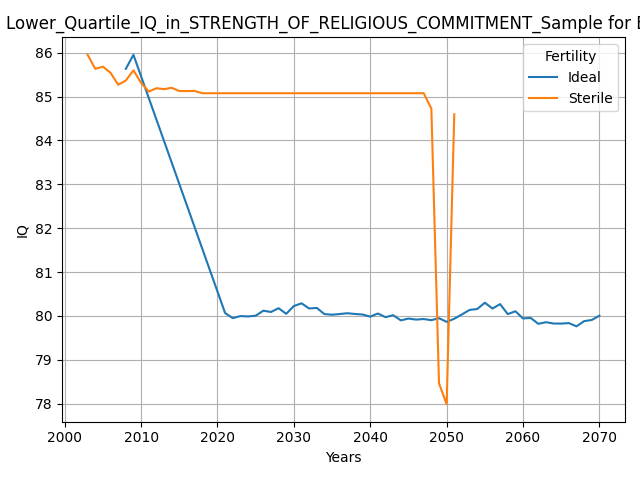 Lower_Quartile_IQ_in_STRENGTH_OF_RELIGIOUS_COMMITMENT_Sample for
Fertility
Ideal
Sterile
86
85
84
83
82
81
80
79
78
IQ
2000 2010 2020 2030 2040 2050 2060 2070
Years